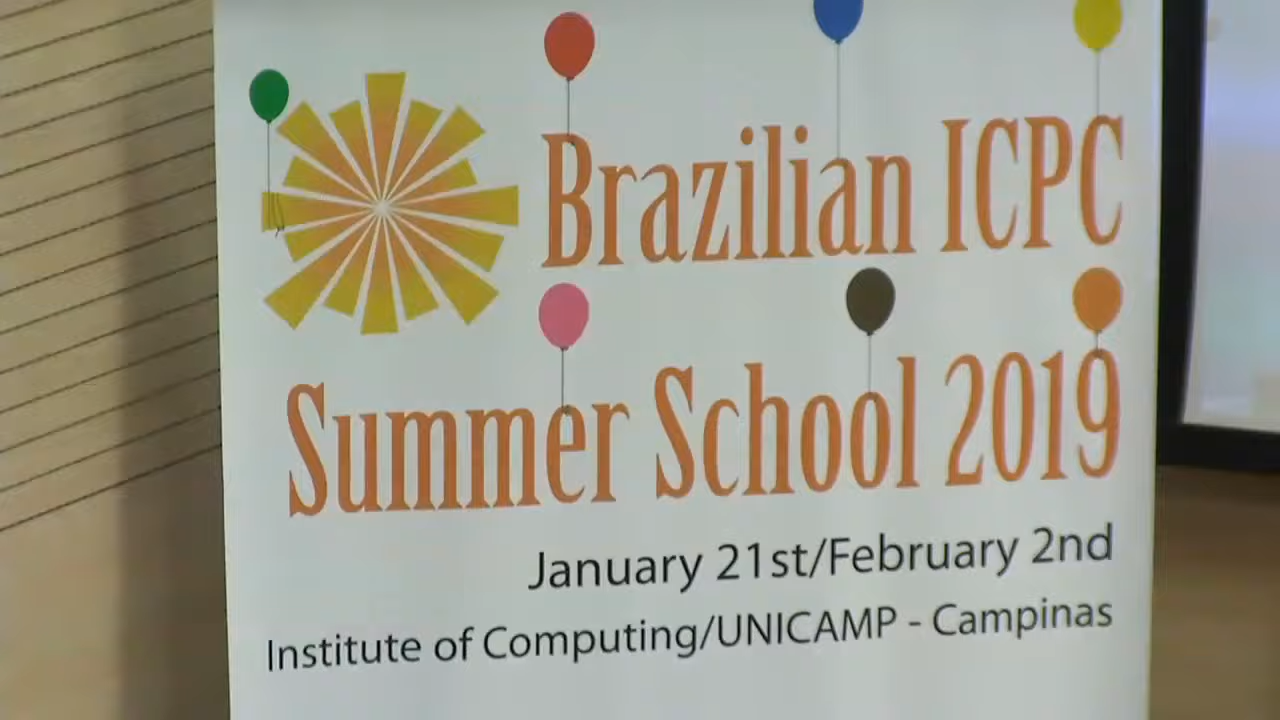 Brazilian ICPC
Summer School 2019
January 21st/February 2nd
Institute of Computing/UNICAMP - Campinas